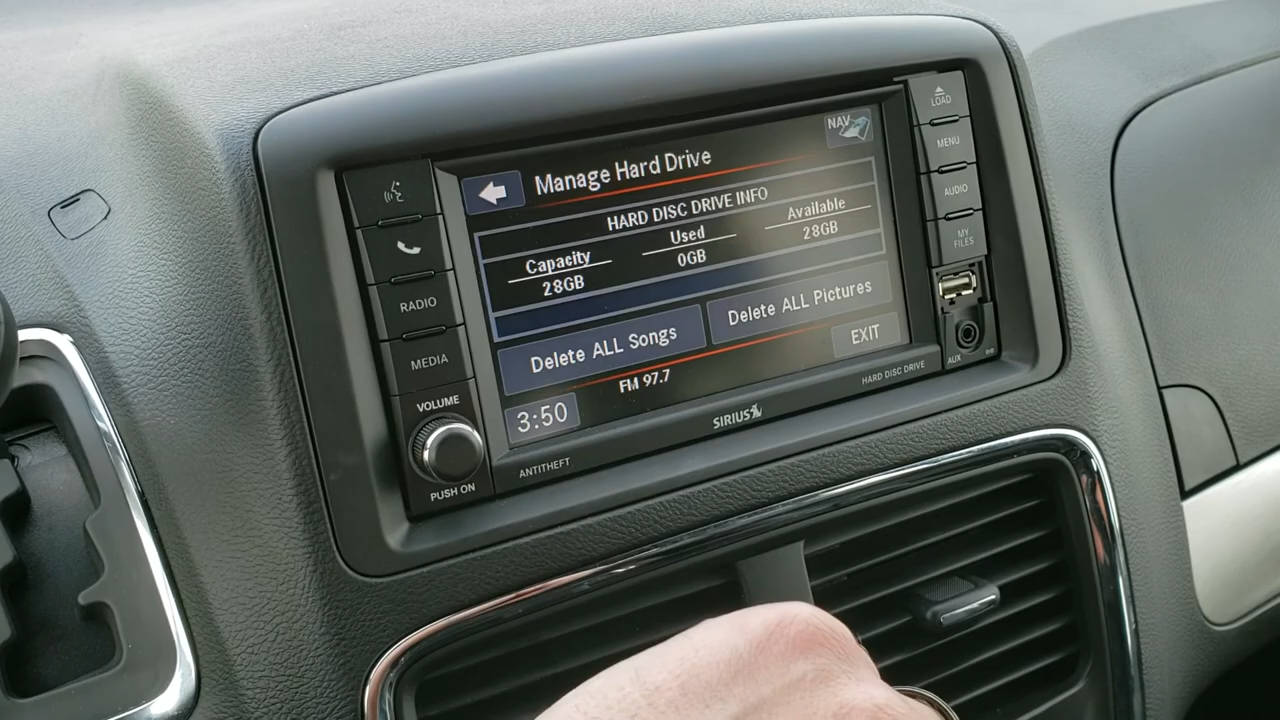 NAV
Manage Hard Drive
HARD DISC DRIVE INFO
Capacity Used Available
28GB 0GB 28GB
Delete ALL Songs Delete ALL Pictures
EXIT
FM 97.7
3:50
RADIO
MEDIA
VOLUME
PUSH ON
LOAD
MENU
AUDIO
MY
FILES
AUX
ANTITHEFT
SIRIUS
HARD DISC DRIVE